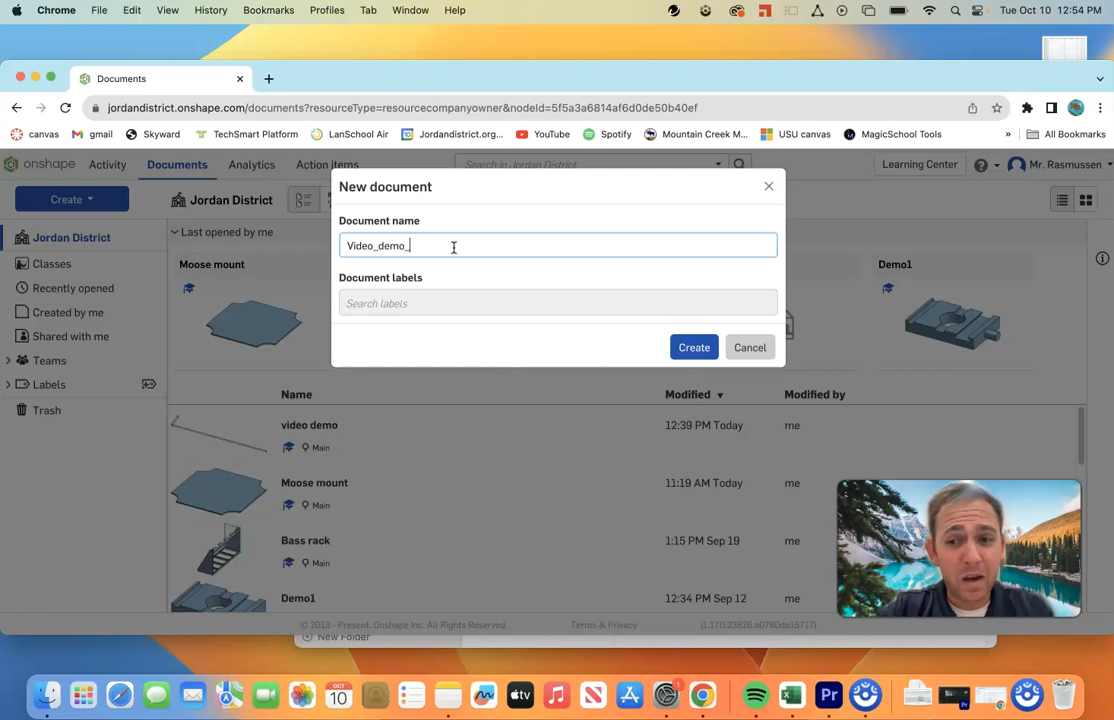 Chrome File Edit View History Bookmarks Profiles Tab Window Help Tue Oct 10 12:54 PM
Documents
jordandistrict.onshape.com/documents?resourceType=resourcecompanyowner&nodeId=5f5a3a6814af6d0de50b40ef
canvas gmail Skyward TechSmart Platform LanSchool Air Jordandistrict.org... YouTube Spotify Mountain Creek M... USU canvas MagicSchool Tools » All Bookmarks
onshape Activity Documents Analytics Action items Search in Jordan District Learning Center Mr. Rasmussen
Create Jordan District
New document
Document name
Video_demo_
Document labels
Search labels
Create Cancel
Jordan District
Classes
Recently opened
Created by me
Shared with me
Teams
Labels
Trash
Last opened by me
Moose mount Demo1
Name Modified Modified by
video demo 12:39 PM Today me
Main
Moose mount 11:19 AM Today me
Main
Bass rack 1:15 PM Sep 19 me
Main
Demo1 12:34 PM Sep 12 me
© 2013 - Present, Onshape Inc. All Rights Reserved. Terms & Privacy (1.170.23626.a0760da15717)
New Folder
OCT
10
1